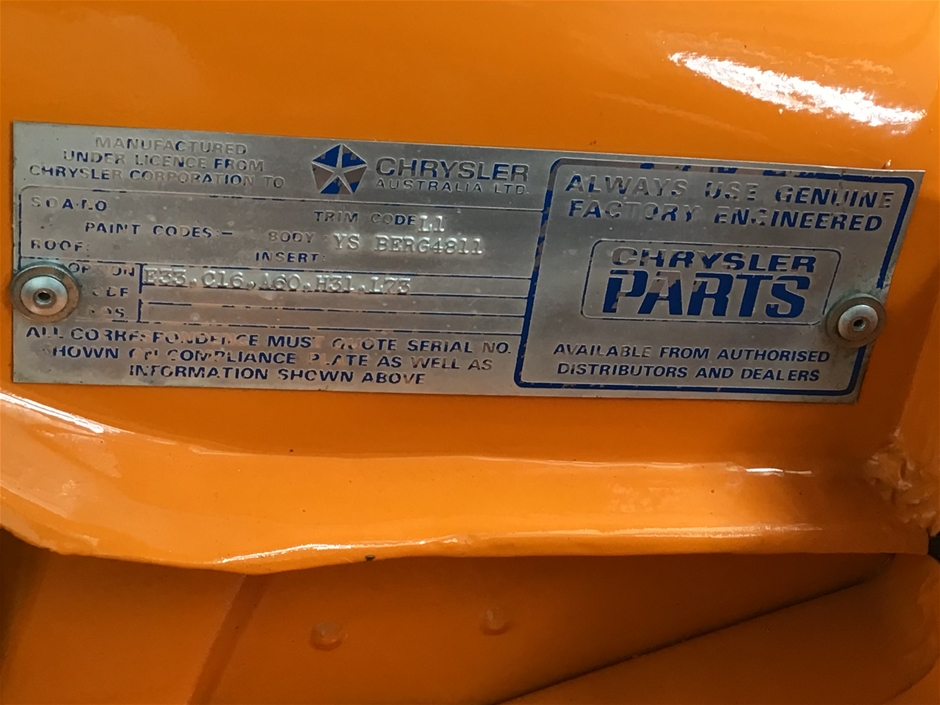 MANUFACTURED
UNDER LICENCE FROM
CHRYSLER CORPORATION TO
CHRYSLER
AUSTRALIA LTD.
S.O.A.I.O
TRIM CODE L1
PAINT CODES:— BODY YS BERG4811
ROOF: INSERT:
E33.C16.A60.H31.L73
ALL CORRESPONDENCE MUST QUOTE SERIAL NO.
SHOWN ON COMPLIANCE PLATE AS WELL AS
INFORMATION SHOWN ABOVE
ALWAYS USE GENUINE
FACTORY ENGINEERED
CHRYSLER
PARTS
AVAILABLE FROM AUTHORISED
DISTRIBUTORS AND DEALERS